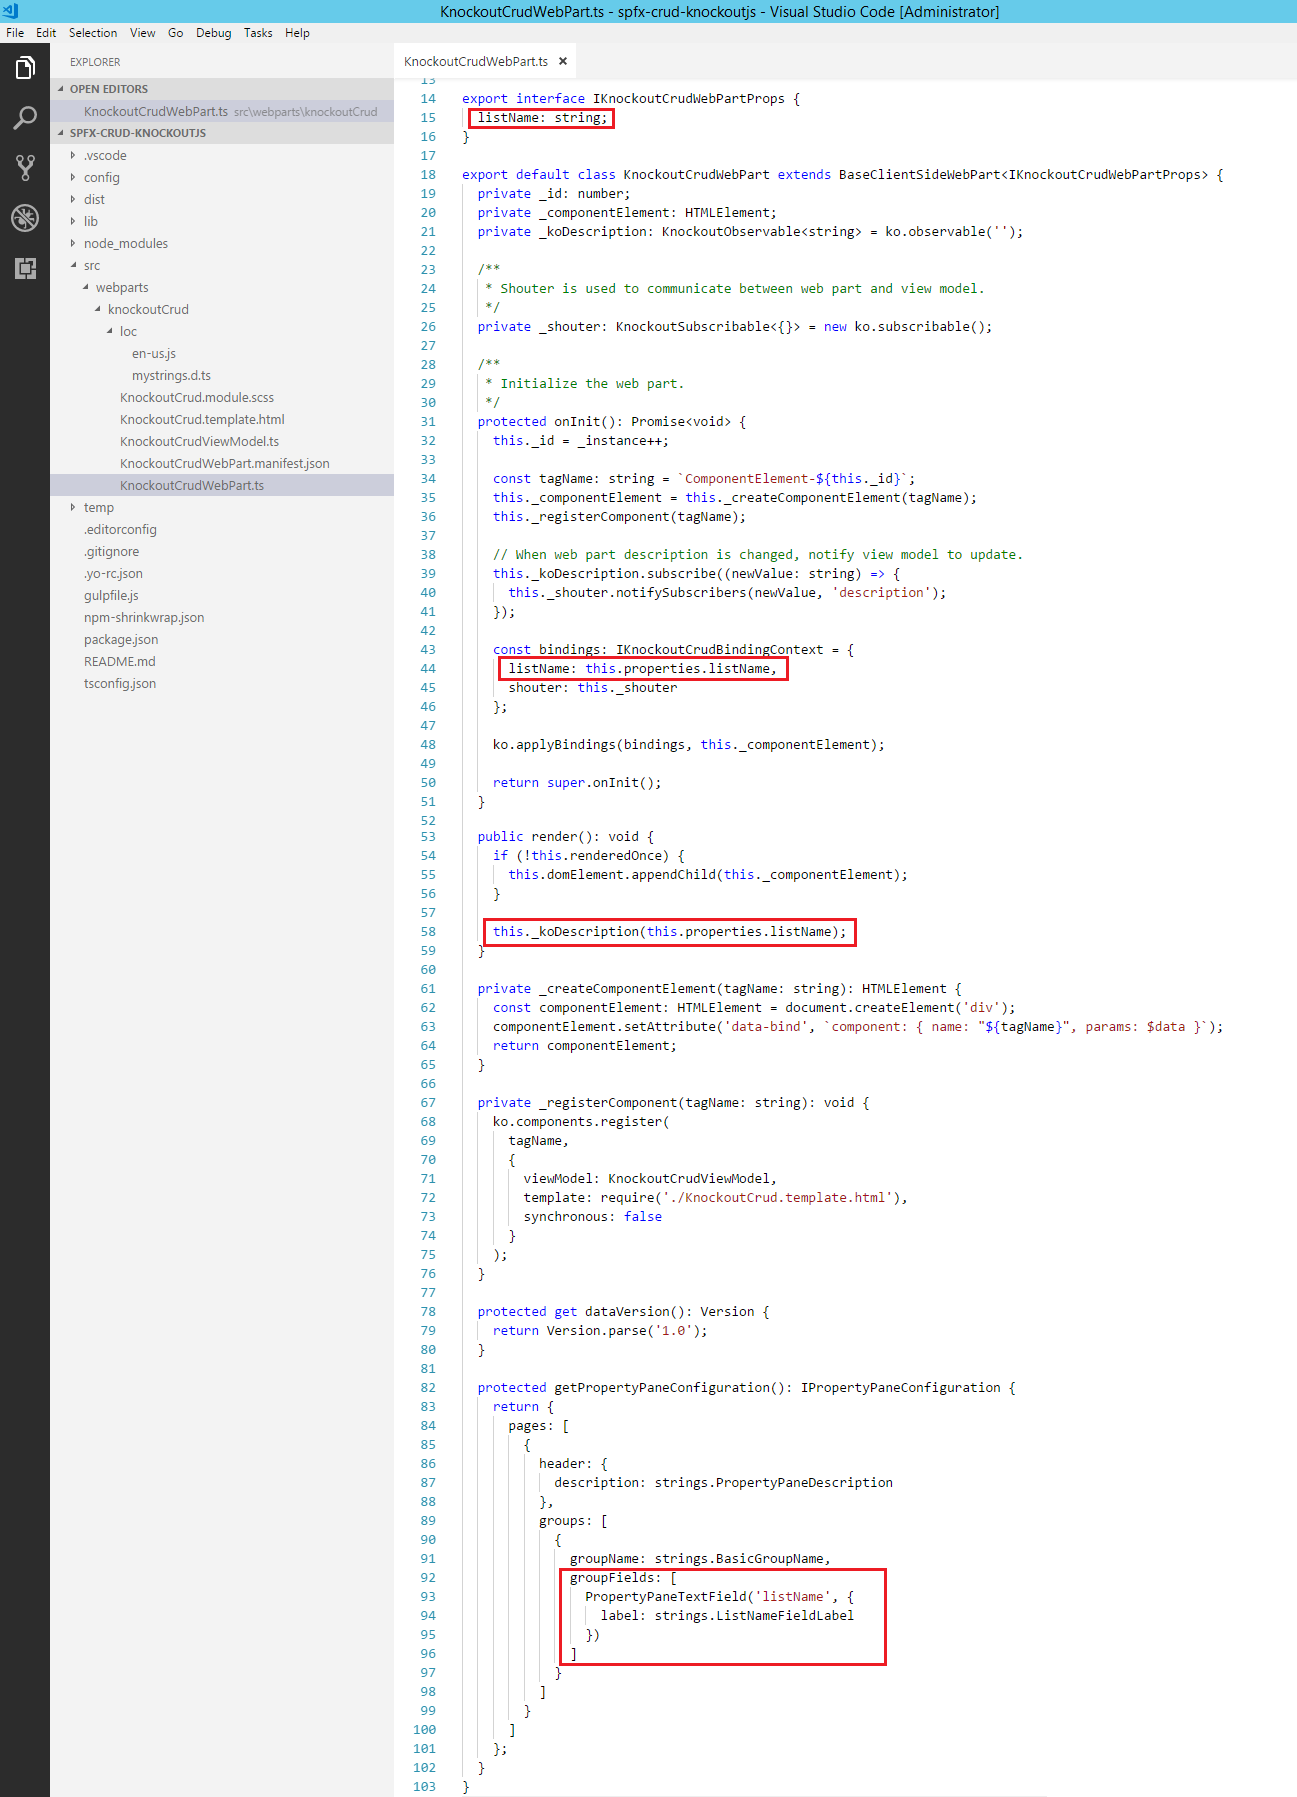 KnockoutCrudWebPart.ts - spfx-crud-knockoutjs - Visual Studio Code [Administrator]
File Edit Selection View Go Debug Tasks Help
EXPLORER
OPEN EDITORS
KnockoutCrudWebPart.ts src\webparts\knockoutCrud
SPFX-CRUD-KNOCKOUTJS
.vscode
config
dist
lib
node_modules
src
webparts
knockoutCrud
loc
en-us.js
mystrings.d.ts
KnockoutCrud.module.scss
KnockoutCrud.template.html
KnockoutCrudViewModel.ts
KnockoutCrudWebPart.manifest.json
KnockoutCrudWebPart.ts
temp
.editorconfig
.gitignore
.yo-rc.json
gulpfile.js
npm-shrinkwrap.json
package.json
README.md
tsconfig.json
KnockoutCrudWebPart.ts ×
13
14 export interface IKnockoutCrudWebPartProps {
15   listName: string;
16 }
17
18 export default class KnockoutCrudWebPart extends BaseClientSideWebPart<IKnockoutCrudWebPartProps> {
19   private _id: number;
20   private _componentElement: HTMLElement;
21   private _koDescription: KnockoutObservable<string> = ko.observable('');
22
23   /**
24    * Shouter is used to communicate between web part and view model.
25    */
26   private _shouter: KnockoutSubscribable<{}> = new ko.subscribable();
27
28   /**
29    * Initialize the web part.
30    */
31   protected onInit(): Promise<void> {
32     this._id = _instance++;
33
34     const tagName: string = `ComponentElement-${this._id}`;
35     this._componentElement = this._createComponentElement(tagName);
36     this._registerComponent(tagName);
37
38     // When web part description is changed, notify view model to update.
39     this._koDescription.subscribe((newValue: string) => {
40       this._shouter.notifySubscribers(newValue, 'description');
41     });
42
43     const bindings: IKnockoutCrudBindingContext = {
44       listName: this.properties.listName,
45       shouter: this._shouter
46     };
47
48     ko.applyBindings(bindings, this._componentElement);
49
50     return super.onInit();
51   }
52
53   public render(): void {
54     if (!this.renderedOnce) {
55       this.domElement.appendChild(this._componentElement);
56     }
57
58     this._koDescription(this.properties.listName);
59   }
60
61   private _createComponentElement(tagName: string): HTMLElement {
62     const componentElement: HTMLElement = document.createElement('div');
63     componentElement.setAttribute('data-bind', `component: { name: "${tagName}", params: $data }`);
64     return componentElement;
65   }
66
67   private _registerComponent(tagName: string): void {
68     ko.components.register(
69       tagName,
70       {
71         viewModel: KnockoutCrudViewModel,
72         template: require('./KnockoutCrud.template.html'),
73         synchronous: false
74       }
75     );
76   }
77
78   protected get dataVersion(): Version {
79     return Version.parse('1.0');
80   }
81
82   protected getPropertyPaneConfiguration(): IPropertyPaneConfiguration {
83     return {
84       pages: [
85         {
86           header: {
87             description: strings.PropertyPaneDescription
88           },
89           groups: [
90             {
91               groupName: strings.BasicGroupName,
92               groupFields: [
93                 PropertyPaneTextField('listName', {
94                   label: strings.ListNameFieldLabel
95                 })
96               ]
97             }
98           ]
99         }
100       ]
101     };
102   }
103 }